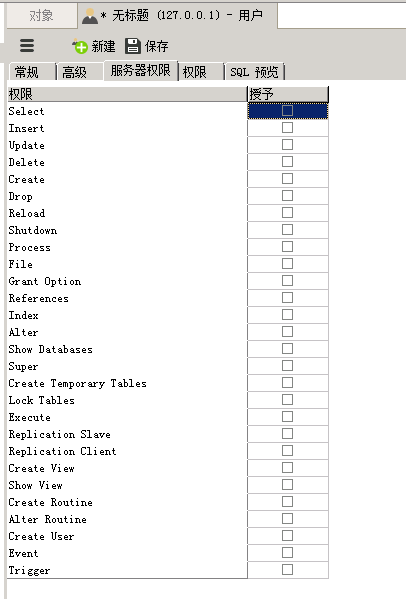 对象
* 无标题 (127.0.0.1) - 用户
新建 保存
常规 高级 服务器权限 权限 SQL 预览
权限 授予
Select
Insert
Update
Delete
Create
Drop
Reload
Shutdown
Process
File
Grant Option
References
Index
Alter
Show Databases
Super
Create Temporary Tables
Lock Tables
Execute
Replication Slave
Replication Client
Create View
Show View
Create Routine
Alter Routine
Create User
Event
Trigger